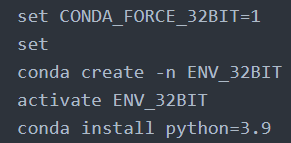 set CONDA_FORCE_32BIT=1
set
conda create -n ENV_32BIT
activate ENV_32BIT
conda install python=3.9